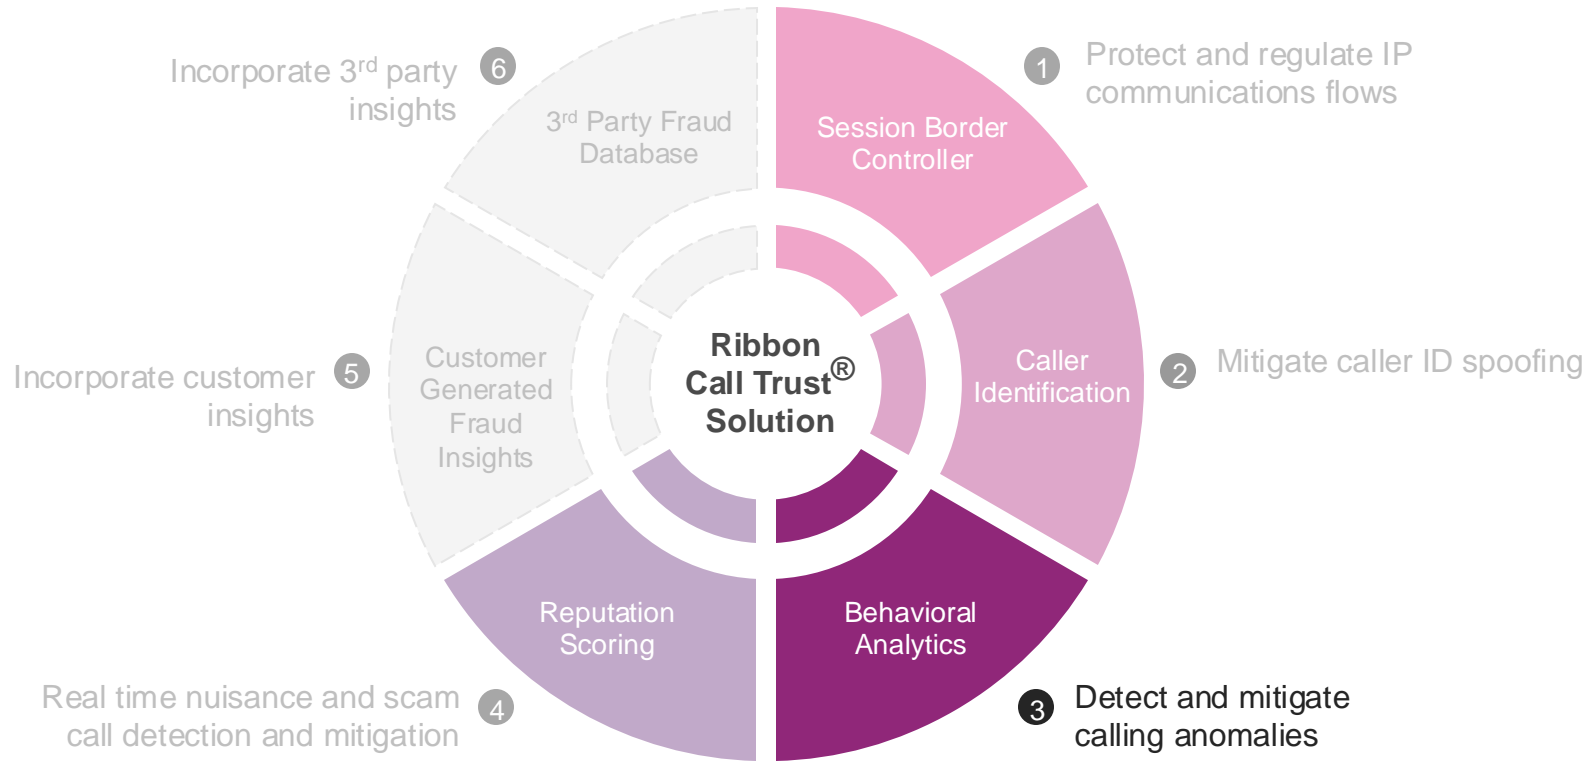 1
Protect and regulate IP
communications flows
Session Border
Controller
2
Mitigate caller ID spoofing
Caller
Identification
3
Detect and mitigate
calling anomalies
Behavioral
Analytics
4
Real time nuisance and scam
call detection and mitigation
Reputation
Scoring
5
Incorporate customer
insights
Customer
Generated
Fraud
Insights
6
Incorporate 3rd party
insights
3rd Party Fraud
Database
Ribbon
Call Trust®
Solution